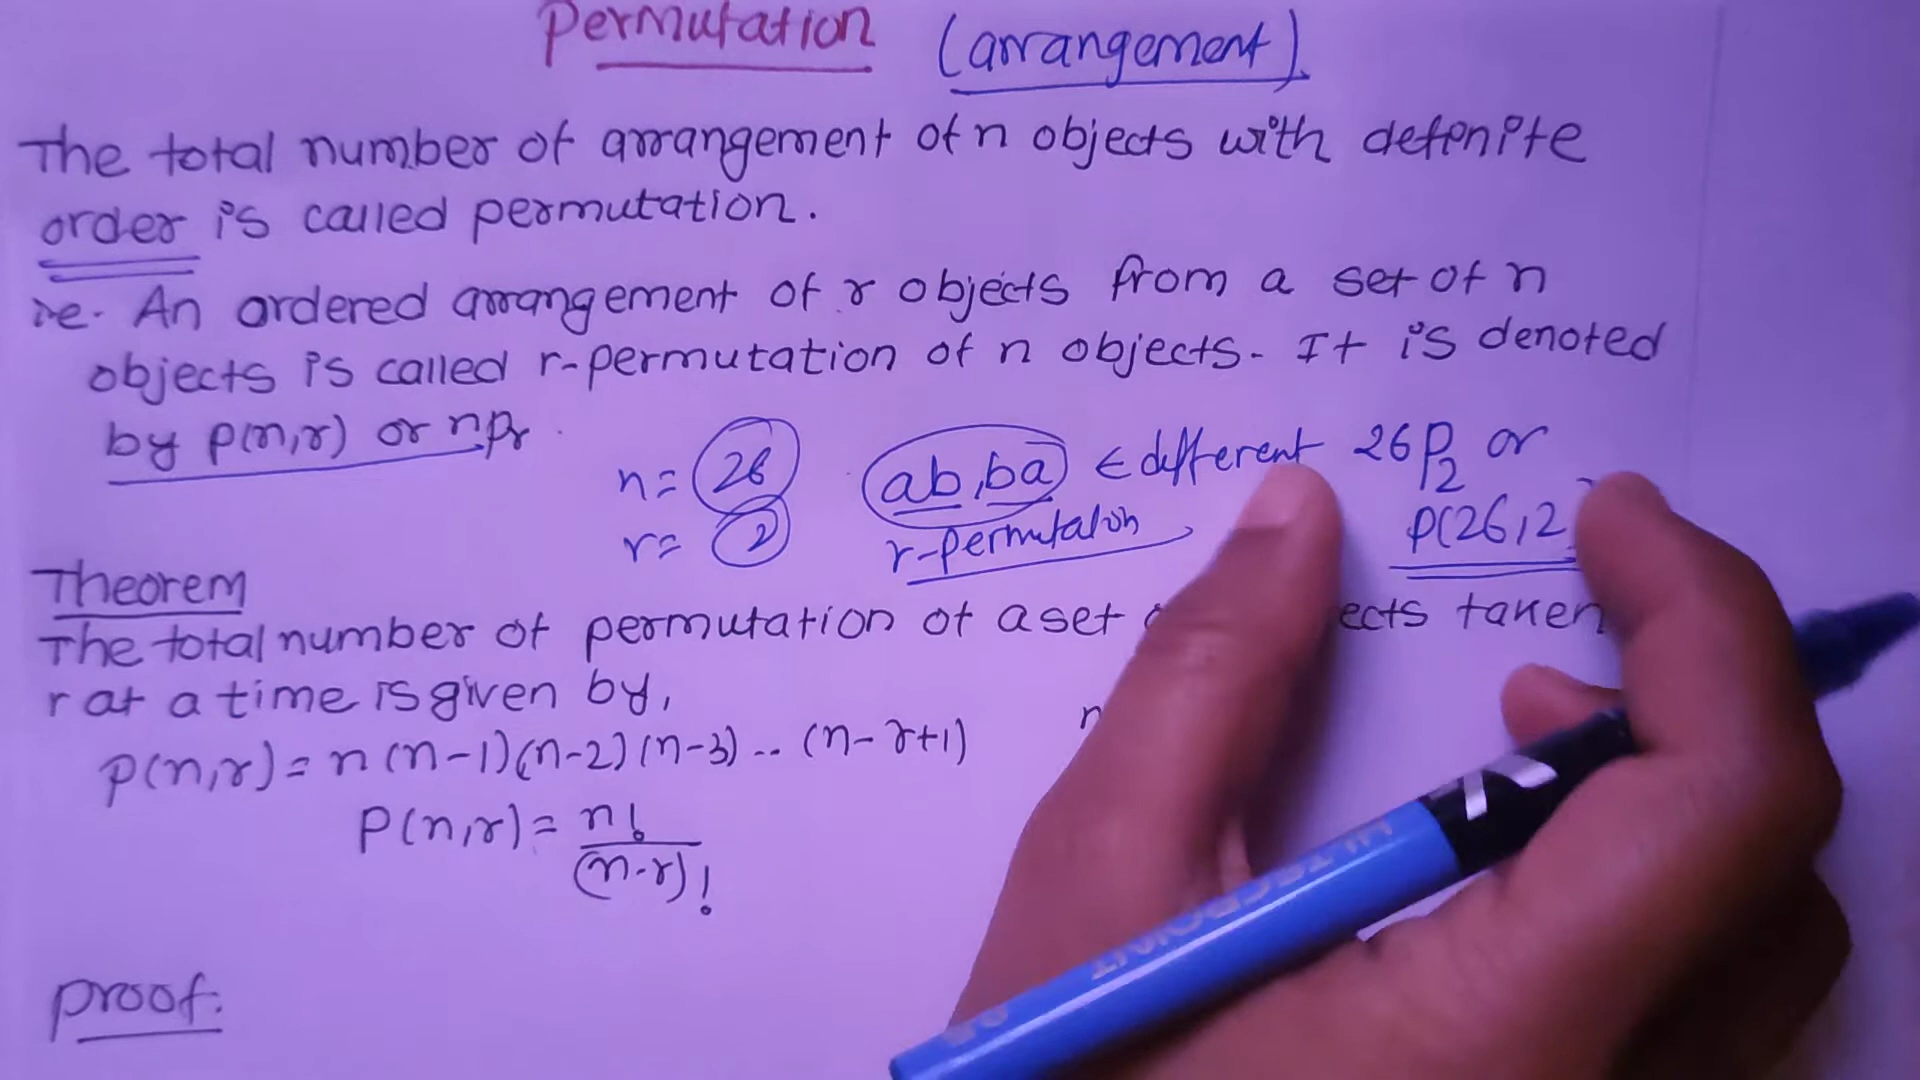 Permutation (arrangement)
The total number of arrangement of n objects with definite
order is called permutation.
ie. An ordered arrangement of r objects from a set of n
objects is called r-permutation of n objects. It is denoted
by p(n,r) or npr
n= 26 ab, ba ∈ different 26P2 or
r= 2 r-permutation P(26,2
Theorem
The total number of permutation of a set ects taken
r at a time is given by,
p(n,r) = n(n-1)(n-2)(n-3)..(n-r+1) n
P(n,r) = n!
(n-r)!
proof: